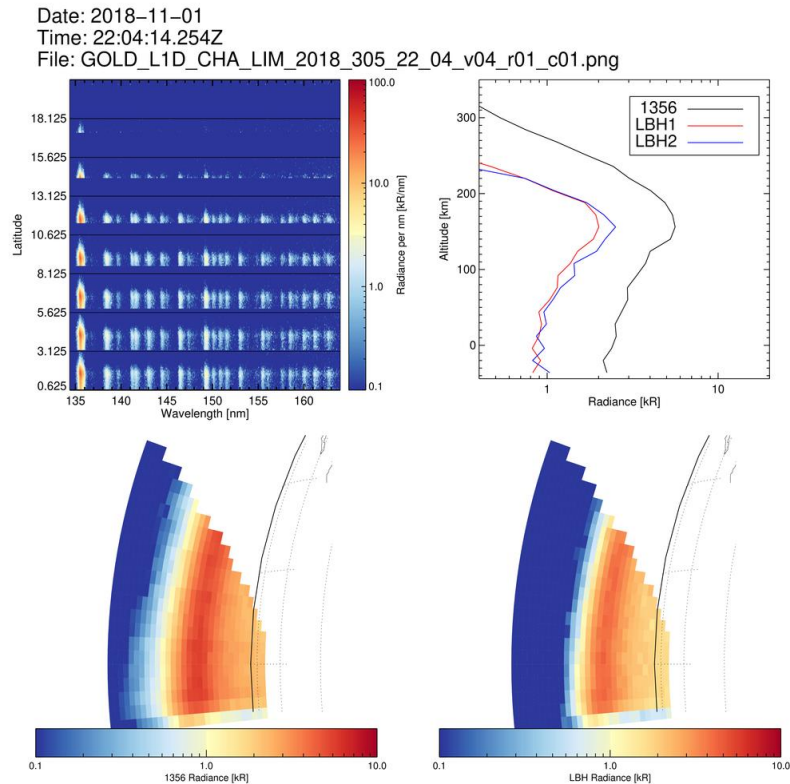 Date: 2018−11−01
Time: 22:04:14.254Z
File: GOLD_L1D_CHA_LIM_2018_305_22_04_v04_r01_c01.png
18.125
15.625
13.125
10.625
8.125
5.625
3.125
0.625
Latitude
135 140 145 150 155 160
Wavelength [nm]
100.0
10.0
1.0
0.1
Radiance per nm [kR/nm]
300
200
100
0
Altitude [km]
1356
LBH1
LBH2
1 10
Radiance [kR]
0.1 1.0 10.0
1356 Radiance [kR]
0.1 1.0 10.0
LBH Radiance [kR]